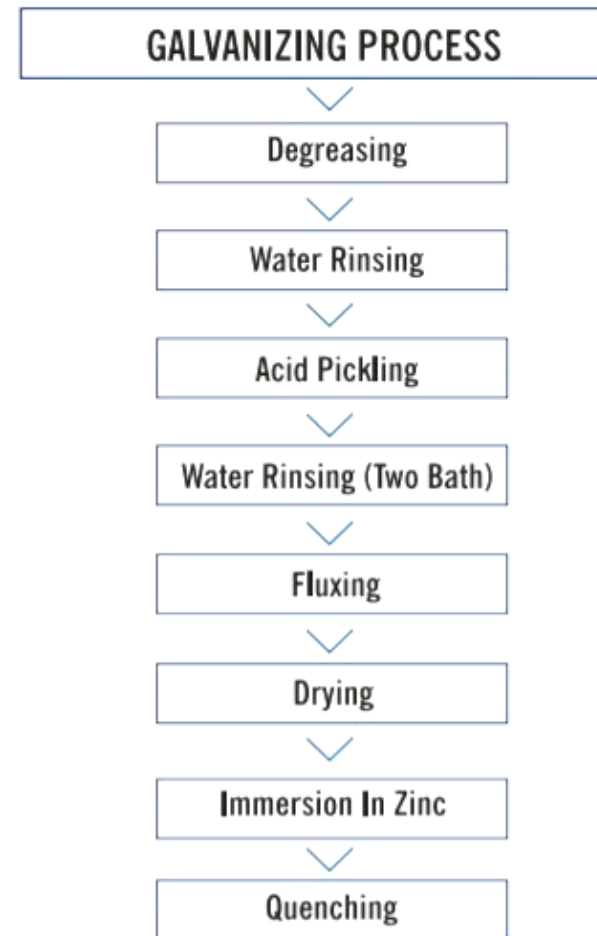 GALVANIZING PROCESS
Degreasing
Water Rinsing
Acid Pickling
Water Rinsing (Two Bath)
Fluxing
Drying
Immersion In Zinc
Quenching